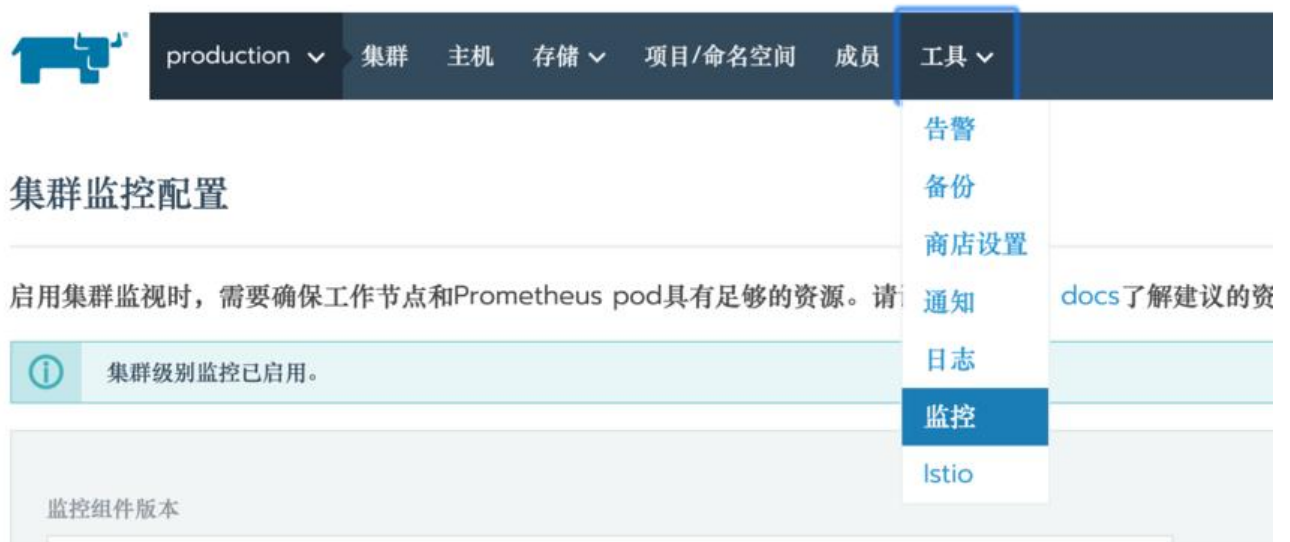 production 集群 主机 存储 项目/命名空间 成员 工具
告警
备份
商店设置
通知
日志
监控
Istio
集群监控配置
启用集群监视时，需要确保工作节点和Prometheus pod具有足够的资源。请 docs了解建议的资
集群级别监控已启用。
监控组件版本